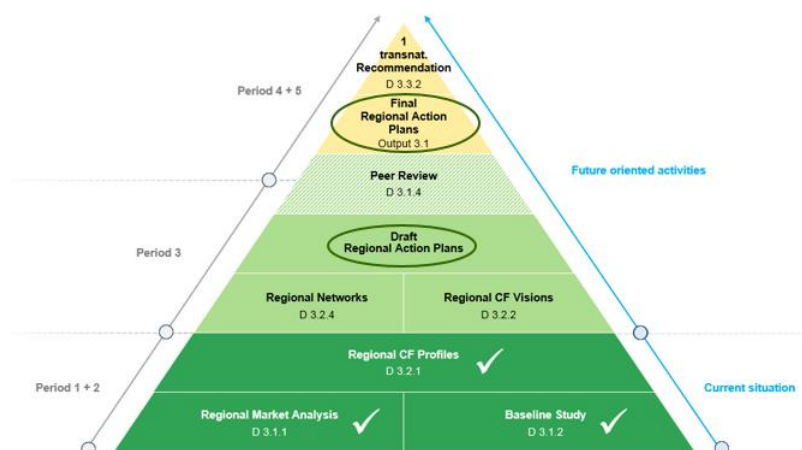 1
transnat.
Recommendation
D 3.3.2
Period 4 + 5
Final
Regional Action
Plans
Output 3.1
Peer Review
D 3.1.4
Future oriented activities
Draft
Regional Action Plans
Period 3
Regional Networks
D 3.2.4
Regional CF Visions
D 3.2.2
Regional CF Profiles
D 3.2.1
Period 1 + 2
Current situation
Regional Market Analysis
D 3.1.1
Baseline Study
D 3.1.2